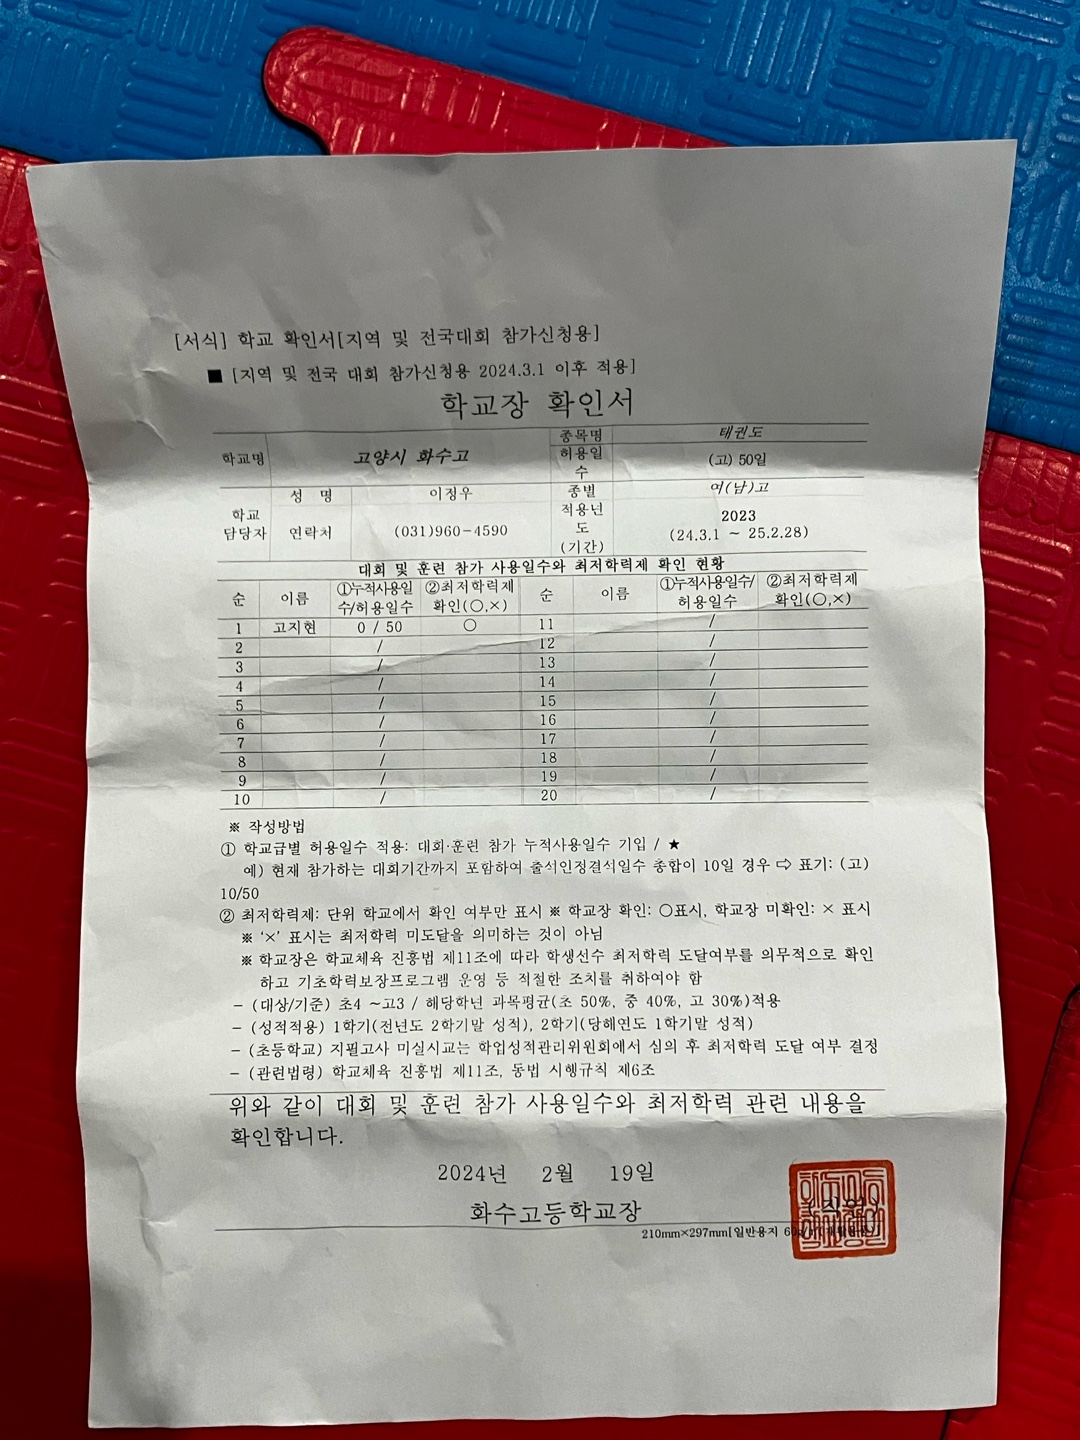 [서식] 학교 확인서[지역 및 전국대회 참가신청용]
■ [지역 및 전국 대회 참가신청용 2024.3.1 이후 적용]
학교장 확인서
학교명 고양시 화수고 종목명 태권도
허용일수 (고) 50일
학교 담당자 성 명 이정우 종별 여(남)고
연락처 (031)960-4590 적용년도 (기간) 2023 (24.3.1 ~ 25.2.28)
대회 및 훈련 참가 사용일수와 최저학력제 확인 현황
순 이름 ①누적사용일수/허용일수 ②최저학력제 확인(○,×) 순 이름 ①누적사용일수/허용일수 ②최저학력제 확인(○,×)
1 고지현 0 / 50 ○ 11 /
2 / 12 /
3 / 13 /
4 / 14 /
5 / 15 /
6 / 16 /
7 / 17 /
8 / 18 /
9 / 19 /
10 / 20 /
※ 작성방법
① 학교급별 허용일수 적용: 대회·훈련 참가 누적사용일수 기입 / ★
예) 현재 참가하는 대회기간까지 포함하여 출석인정결석일수 총합이 10일 경우 ⇨ 표기: (고)
10/50
② 최저학력제: 단위 학교에서 확인 여부만 표시 ※ 학교장 확인: ○표시, 학교장 미확인: × 표시
※ '×' 표시는 최저학력 미도달을 의미하는 것이 아님
※ 학교장은 학교체육 진흥법 제11조에 따라 학생선수 최저학력 도달여부를 의무적으로 확인
하고 기초학력보장프로그램 운영 등 적절한 조치를 취하여야 함
- (대상/기준) 초4 ~고3 / 해당학년 과목평균(초 50%, 중 40%, 고 30%)적용
- (성적적용) 1학기(전년도 2학기말 성적), 2학기(당해연도 1학기말 성적)
- (초등학교) 지필고사 미실시교는 학업성적관리위원회에서 심의 후 최저학력 도달 여부 결정
- (관련법령) 학교체육 진흥법 제11조, 동법 시행규칙 제6조
위와 같이 대회 및 훈련 참가 사용일수와 최저학력 관련 내용을
확인합니다.
2024년 2월 19일
화수고등학교장 (직인)
210mm×297mm[일반용지